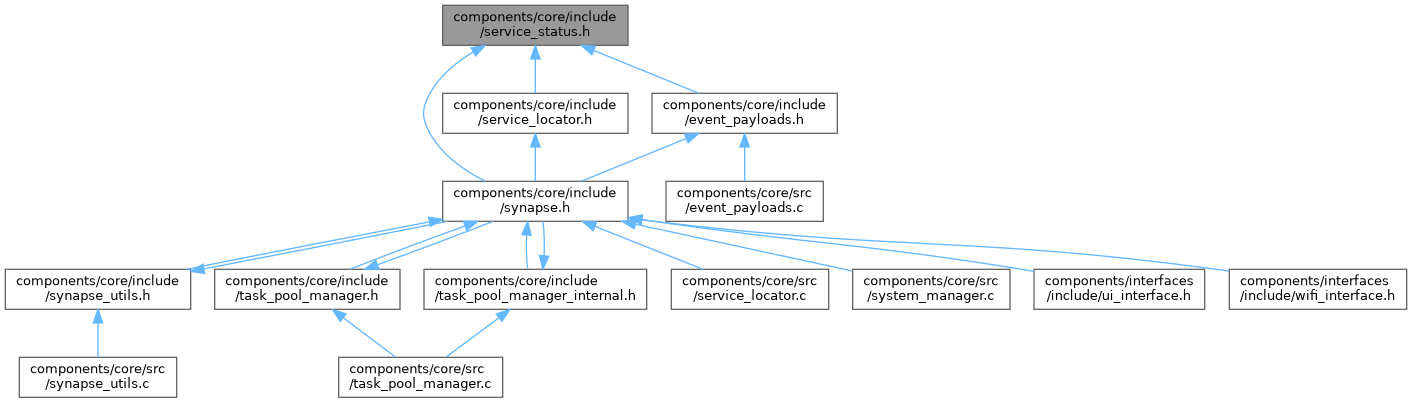 components/core/include
/service_status.h
components/core/include
/service_locator.h
components/core/include
/event_payloads.h
components/core/include
/synapse.h
components/core/src
/event_payloads.c
components/core/include
/synapse_utils.h
components/core/include
/task_pool_manager.h
components/core/include
/task_pool_manager_internal.h
components/core/src
/service_locator.c
components/core/src
/system_manager.c
components/interfaces
/include/ui_interface.h
components/interfaces
/include/wifi_interface.h
components/core/src
/synapse_utils.c
components/core/src
/task_pool_manager.c